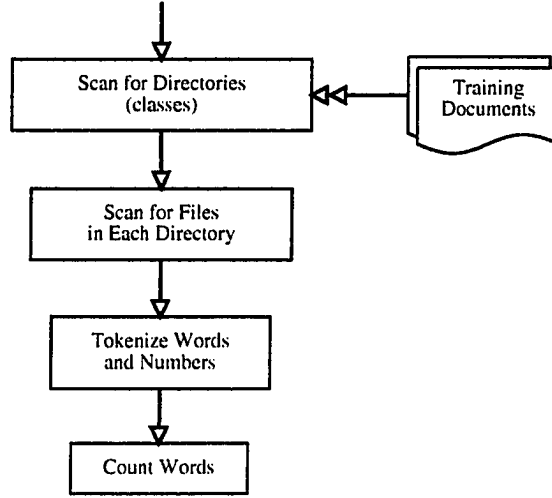 Scan for Directories
(classes)
Training
Documents
Scan for Files
in Each Directory
Tokenize Words
and Numbers
Count Words